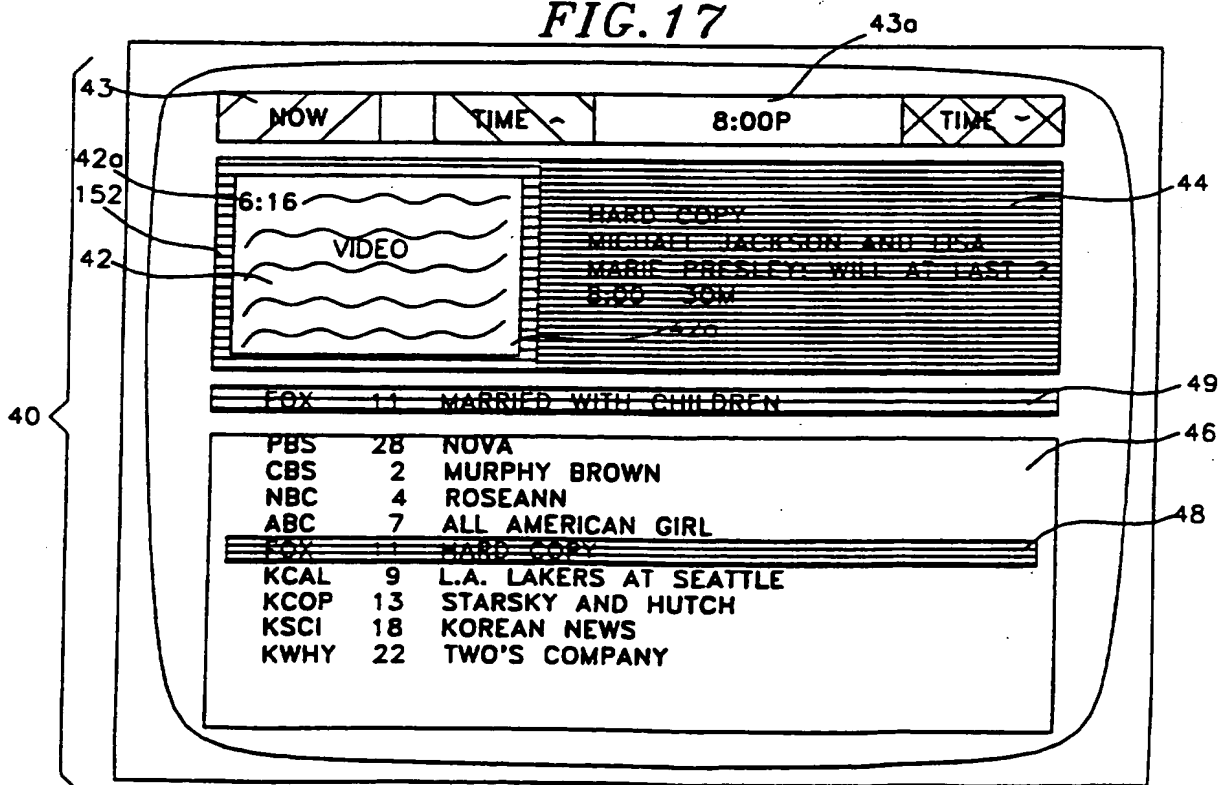 FIG. 17
43a
43
NOW TIME ~ 8:00P TIME ~
42a
152
42
6:16
VIDEO
44
HARD COPY
MICHAEL JACKSON AND LISA
MARIE PRESLEY: WILL AT LAST ?
8:00 30M
40
FOX 11 MARRIED WITH CHILDREN
49
46
PBS 28 NOVA
CBS 2 MURPHY BROWN
NBC 4 ROSEANN
ABC 7 ALL AMERICAN GIRL
48
FOX 11 HARD COPY
KCAL 9 L.A. LAKERS AT SEATTLE
KCOP 13 STARSKY AND HUTCH
KSCI 18 KOREAN NEWS
KWHY 22 TWO'S COMPANY